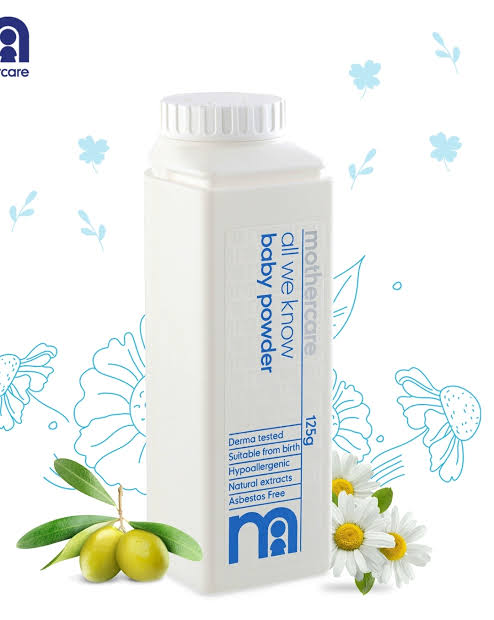 rcare
mothercare
all we know
baby powder
125g
Derma tested
Suitable from birth
Hypoallergenic
Natural extracts
Asbestos Free